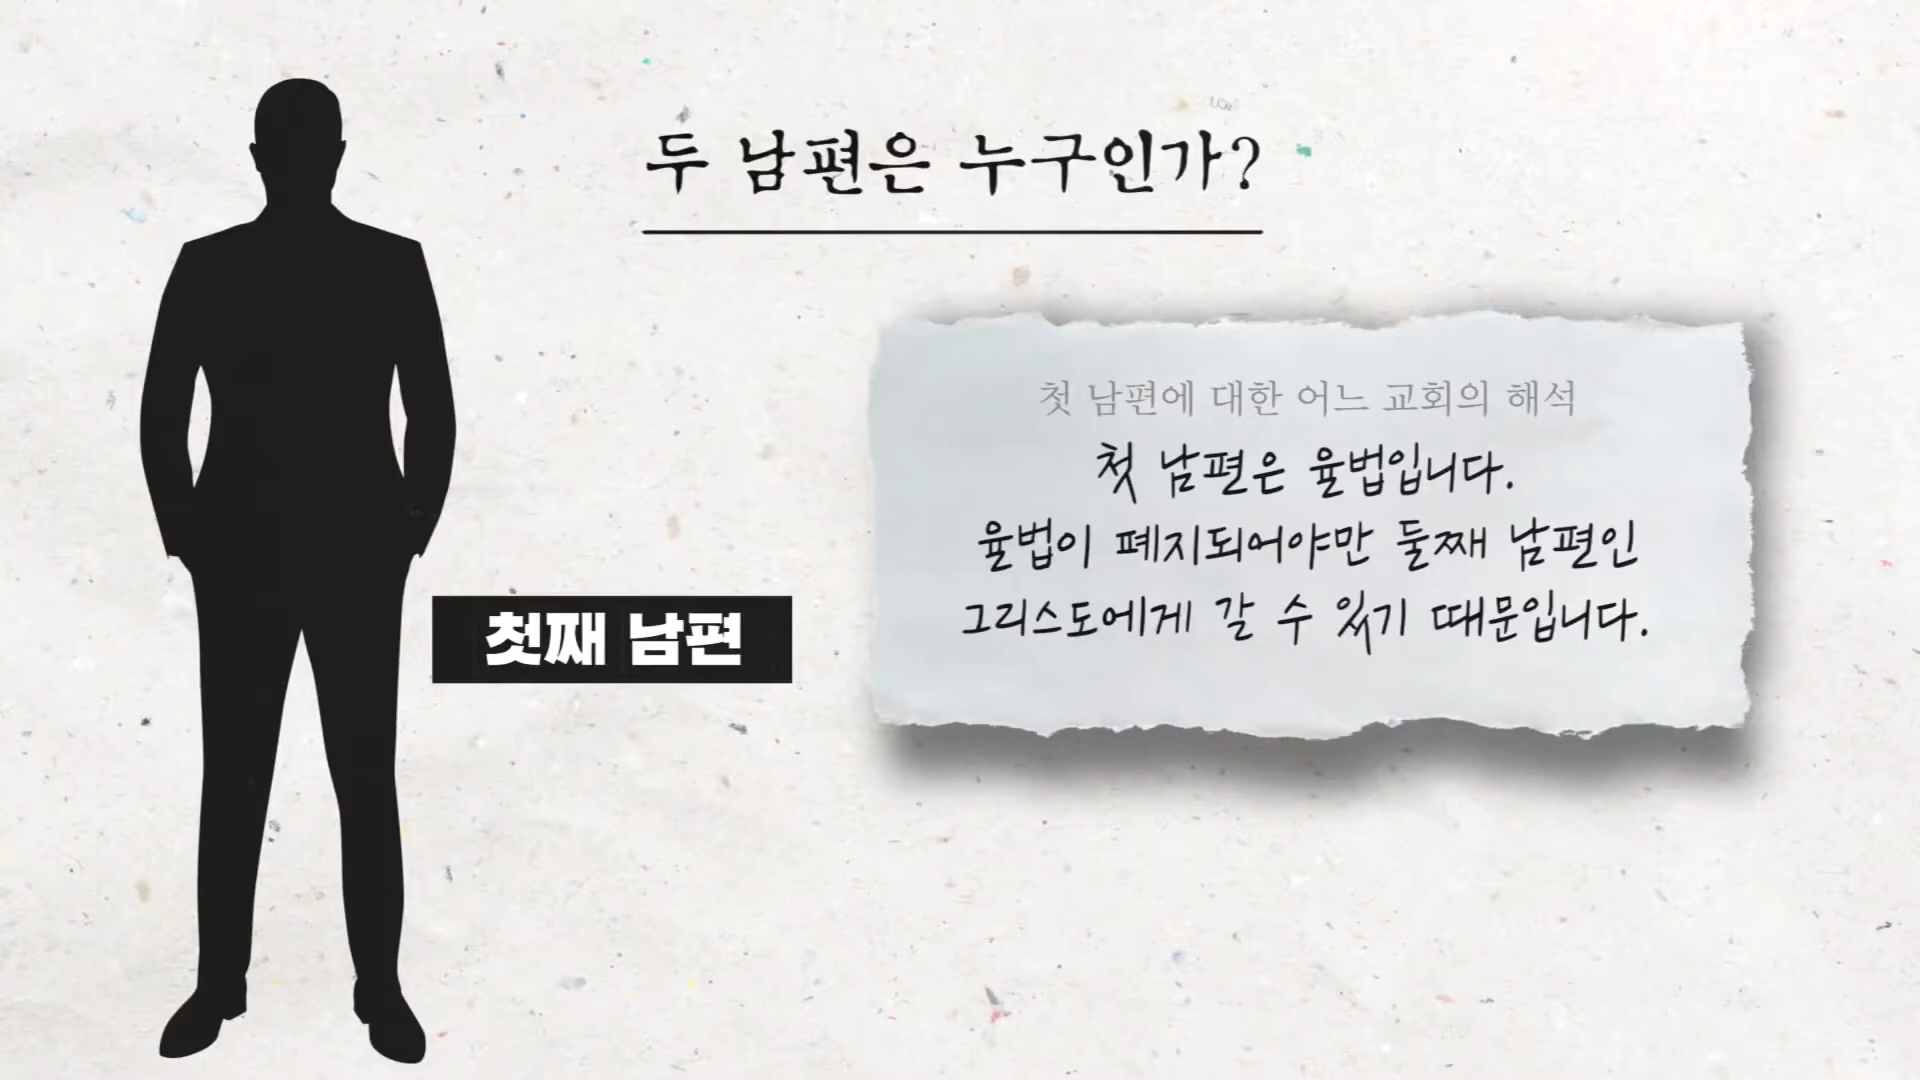 두 남편은 누구인가?
첫 남편에 대한 어느 교회의 해석
첫 남편은 율법입니다.
율법이 폐지되어야만 둘째 남편인
그리스도에게 갈 수 있기 때문입니다.
첫째 남편